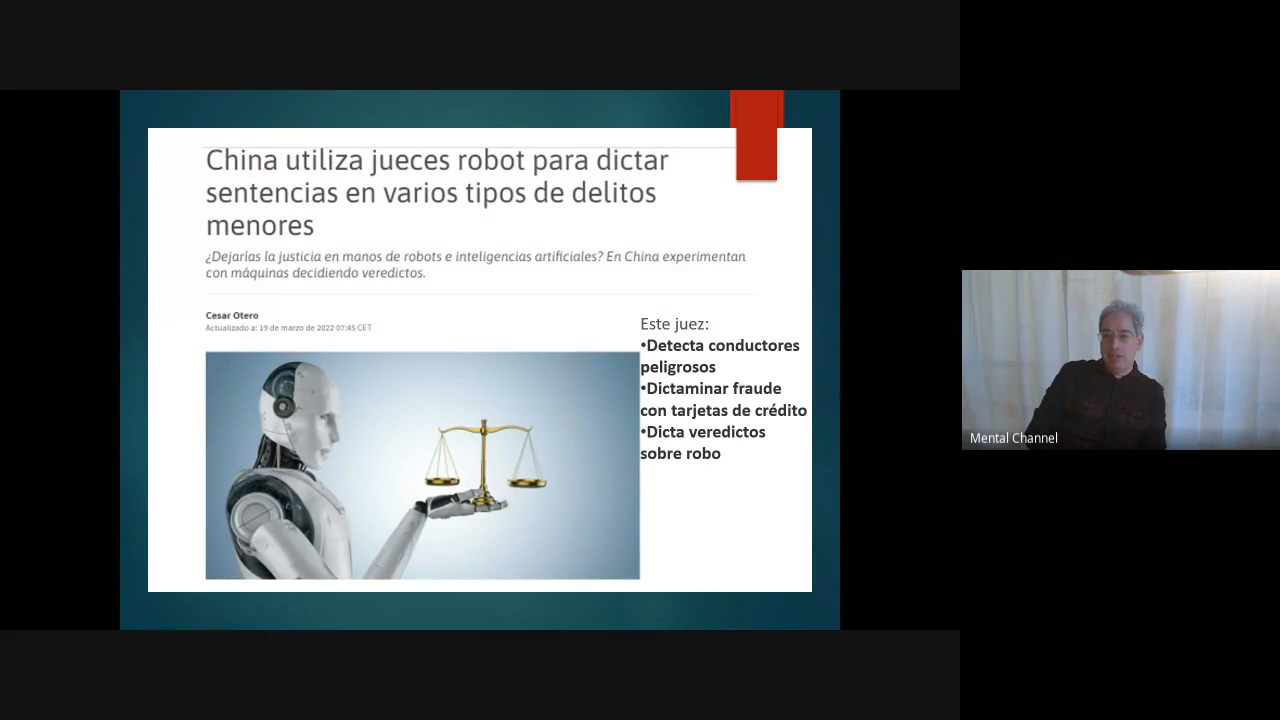 China utiliza jueces robot para dictar
sentencias en varios tipos de delitos
menores
¿Dejarías la justicia en manos de robots e inteligencias artificiales? En China experimentan
con máquinas decidiendo veredictos.
Cesar Otero
Actualizado a: 19 de marzo de 2022 07:45 CET
Este juez:
•Detecta conductores
peligrosos
•Dictaminar fraude
con tarjetas de crédito
•Dicta veredictos
sobre robo
Mental Channel